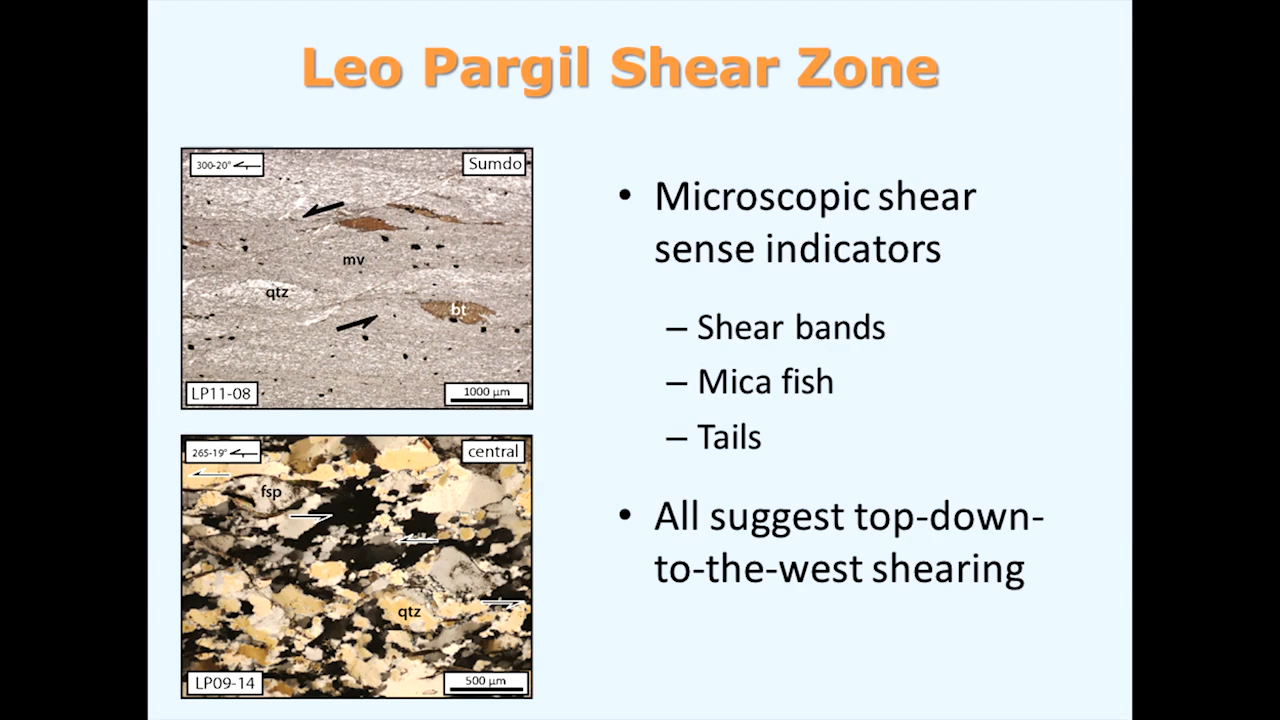 Leo Pargil Shear Zone
300-20°
Sumdo
mv
qtz
bt
LP11-08
1000 µm
265-19°
central
fsp
qtz
LP09-14
500 µm
• Microscopic shear
sense indicators
– Shear bands
– Mica fish
– Tails
• All suggest top-down-
to-the-west shearing